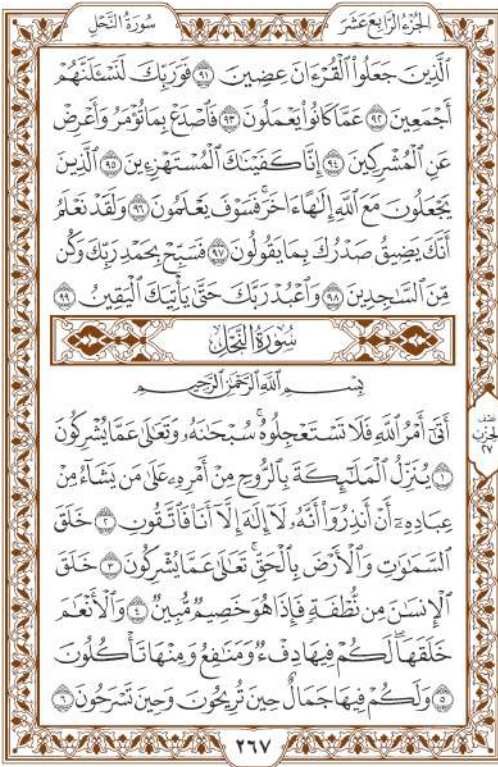 الجزء الرابع عشر
سورة النحل
ٱلَّذِينَ جَعَلُوا۟ ٱلْقُرْءَانَ عِضِينَ ٩١ فَوَرَبِّكَ لَنَسْـَٔلَنَّهُمْ
أَجْمَعِينَ ٩٢ عَمَّا كَانُوا۟ يَعْمَلُونَ ٩٣ فَٱصْدَعْ بِمَا تُؤْمَرُ وَأَعْرِضْ
عَنِ ٱلْمُشْرِكِينَ ٩٤ إِنَّا كَفَيْنَٰكَ ٱلْمُسْتَهْزِءِينَ ٩٥ ٱلَّذِينَ
يَجْعَلُونَ مَعَ ٱللَّهِ إِلَٰهًا ءَاخَرَ ۚ فَسَوْفَ يَعْلَمُونَ ٩٦ وَلَقَدْ نَعْلَمُ
أَنَّكَ يَضِيقُ صَدْرُكَ بِمَا يَقُولُونَ ٩٧ فَسَبِّحْ بِحَمْدِ رَبِّكَ وَكُن
مِّنَ ٱلسَّٰجِدِينَ ٩٨ وَٱعْبُدْ رَبَّكَ حَتَّىٰ يَأْتِيَكَ ٱلْيَقِينُ ٩٩
سُورَةُ النَّحْلِ
بِسْمِ ٱللَّهِ ٱلرَّحْمَٰنِ ٱلرَّحِيمِ
أَتَىٰٓ أَمْرُ ٱللَّهِ فَلَا تَسْتَعْجِلُوهُ ۚ سُبْحَٰنَهُۥ وَتَعَٰلَىٰ عَمَّا يُشْرِكُونَ
١ يُنَزِّلُ ٱلْمَلَٰٓئِكَةَ بِٱلرُّوحِ مِنْ أَمْرِهِۦ عَلَىٰ مَن يَشَآءُ مِنْ
عِبَادِهِۦٓ أَنْ أَنذِرُوٓا۟ أَنَّهُۥ لَآ إِلَٰهَ إِلَّآ أَنَا۠ فَٱتَّقُونِ ٢ خَلَقَ
ٱلسَّمَٰوَٰتِ وَٱلْأَرْضَ بِٱلْحَقِّ ۚ تَعَٰلَىٰ عَمَّا يُشْرِكُونَ ٣ خَلَقَ
ٱلْإِنسَٰنَ مِن نُّطْفَةٍ فَإِذَا هُوَ خَصِيمٌ مُّبِينٌ ٤ وَٱلْأَنْعَٰمَ
خَلَقَهَا ۗ لَكُمْ فِيهَا دِفْءٌ وَمَنَٰفِعُ وَمِنْهَا تَأْكُلُونَ
٥ وَلَكُمْ فِيهَا جَمَالٌ حِينَ تُرِيحُونَ وَحِينَ تَسْرَحُونَ ٦
نصف
الحزب
٢٧
٢٦٧